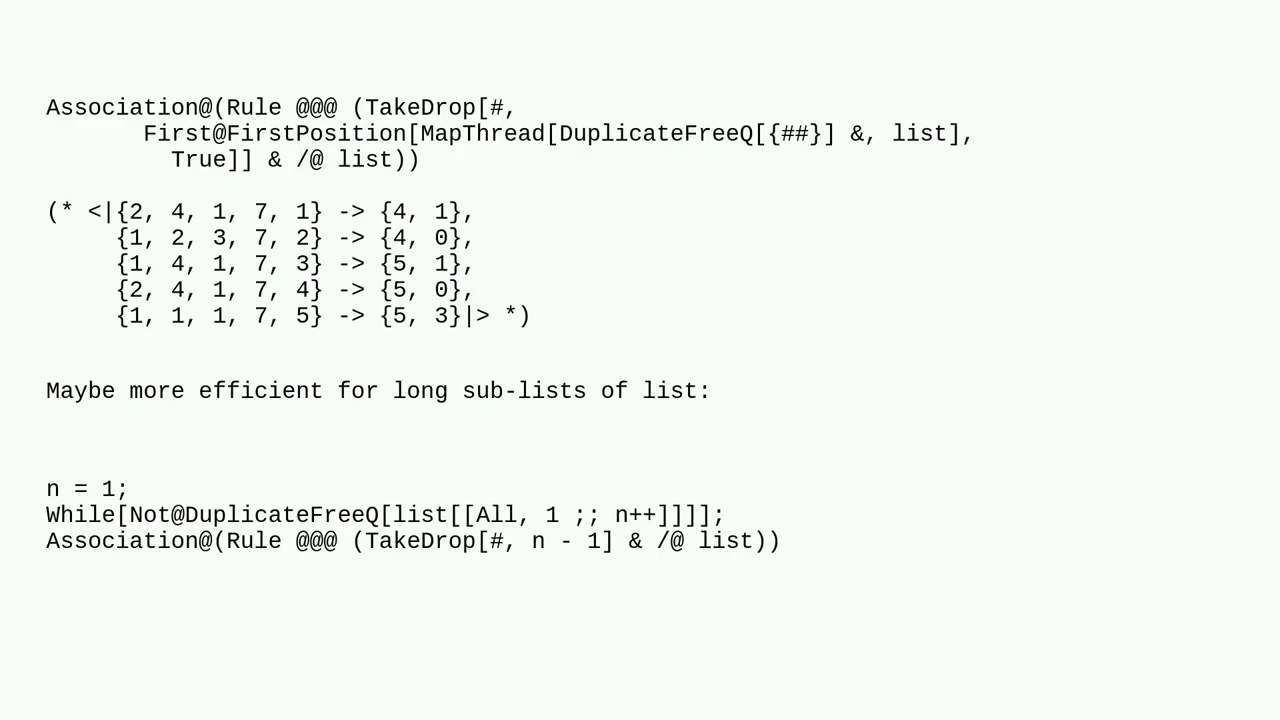 Association@(Rule @@@ (TakeDrop[#,
First@FirstPosition[MapThread[DuplicateFreeQ[{##}] &, list],
True]] & /@ list))
(* <|{2, 4, 1, 7, 1} -> {4, 1},
{1, 2, 3, 7, 2} -> {4, 0},
{1, 4, 1, 7, 3} -> {5, 1},
{2, 4, 1, 7, 4} -> {5, 0},
{1, 1, 1, 7, 5} -> {5, 3}|> *)
Maybe more efficient for long sub-lists of list:
n = 1;
While[Not@DuplicateFreeQ[list[[All, 1 ;; n++]]]];
Association@(Rule @@@ (TakeDrop[#, n - 1] & /@ list))